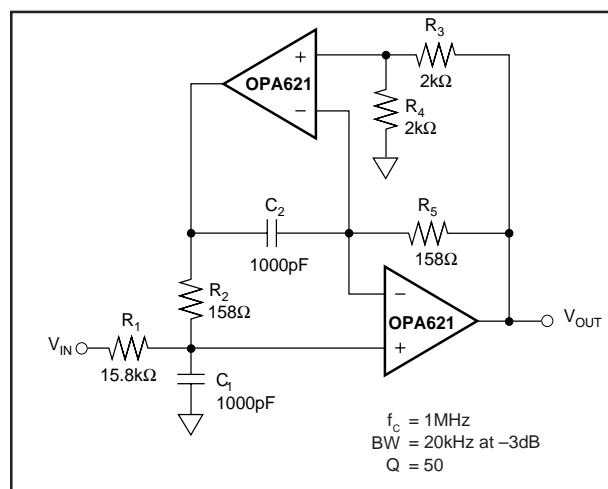 R3
2kΩ
+
OPA621
−
R4
2kΩ
C2
1000pF
R5
158Ω
R2
158Ω
R1
VIN
15.8kΩ
C1
1000pF
−
OPA621
+
VOUT
fc = 1MHz
BW = 20kHz at –3dB
Q = 50